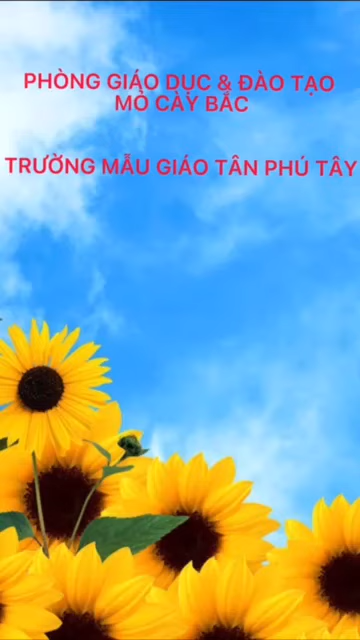 PHÒNG GIÁO DỤC & ĐÀO TẠO
MỎ CÀY BẮC
TRƯỜNG MẪU GIÁO TÂN PHÚ TÂY